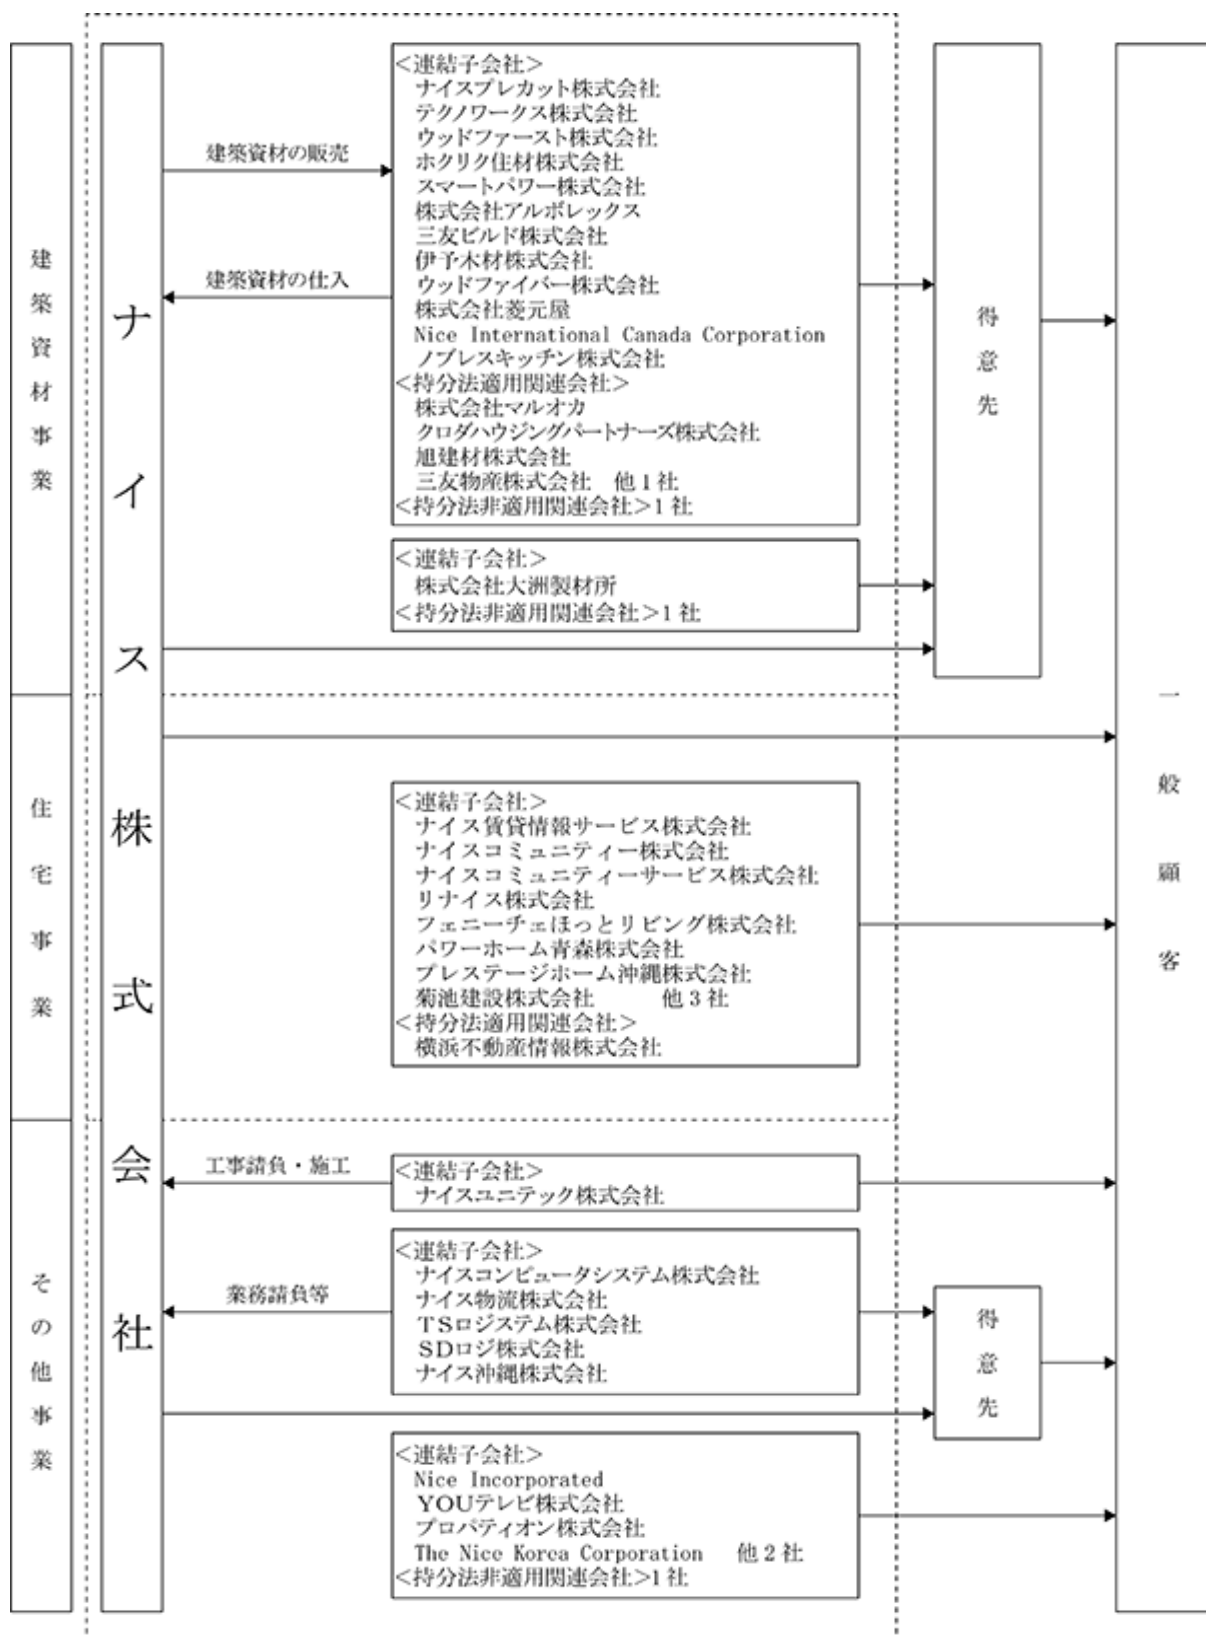 建築資材事業
住宅事業
その他事業
ナイス株式会社
建築資材の販売
建築資材の仕入
<連結子会社>
ナイスプレカット株式会社
テクノワークス株式会社
ウッドファースト株式会社
ホクリク住材株式会社
スマートパワー株式会社
株式会社アルボレックス
三友ビルド株式会社
伊予木材株式会社
ウッドファイバー株式会社
株式会社菱元屋
Nice International Canada Corporation
ノブレスキッチン株式会社
<持分法適用関連会社>
株式会社マルオカ
クロダハウジングパートナーズ株式会社
旭建材株式会社
三友物産株式会社 他1社
<持分法非適用関連会社>1社
<連結子会社>
株式会社大洲製材所
<持分法非適用関連会社>1社
得意先
<連結子会社>
ナイス賃貸情報サービス株式会社
ナイスコミュニティー株式会社
ナイスコミュニティーサービス株式会社
リナイス株式会社
フェニーチェほっとリビング株式会社
パワーホーム青森株式会社
プレステージホーム沖縄株式会社
菊池建設株式会社 他3社
<持分法適用関連会社>
横浜不動産情報株式会社
工事請負・施工
<連結子会社>
ナイスユニテック株式会社
業務請負等
<連結子会社>
ナイスコンピュータシステム株式会社
ナイス物流株式会社
TSロジステム株式会社
SDロジ株式会社
ナイス沖縄株式会社
得意先
<連結子会社>
Nice Incorporated
YOUテレビ株式会社
プロパティオン株式会社
The Nice Korea Corporation 他2社
<持分法非適用関連会社>1社
一般顧客